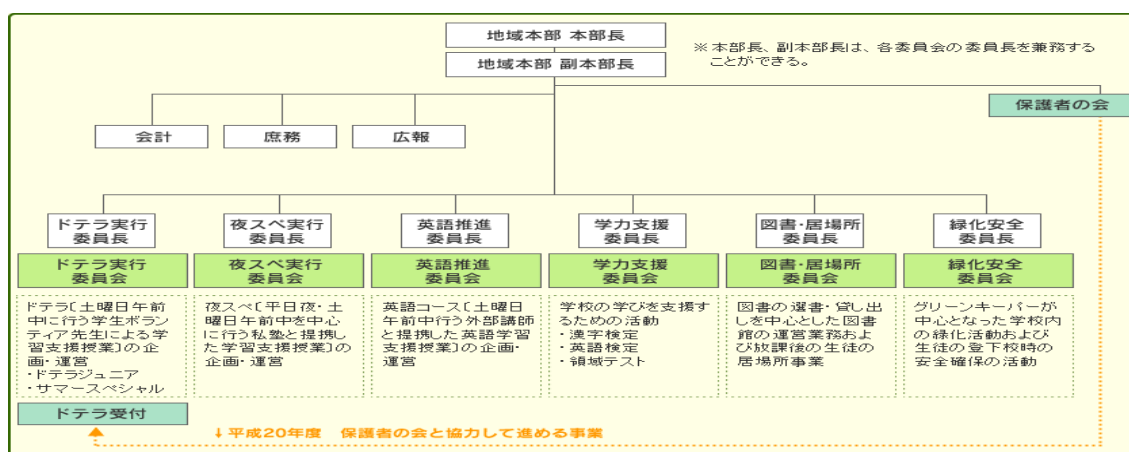 地域本部 本部長
地域本部 副本部長
※本部長、副本部長は、各委員会の委員長を兼務する
ことができる。
保護者の会
会計
庶務
広報
ドテラ実行
委員長
夜スペ実行
委員長
英語推進
委員長
学力支援
委員長
図書・居場所
委員長
緑化安全
委員長
ドテラ実行
委員会
夜スペ実行
委員会
英語推進
委員会
学力支援
委員会
図書・居場所
委員会
緑化安全
委員会
ドテラ[土曜日午前
中に行う学生ボラン
ティア先生による学
習支援授業]の企
画・運営
・ドテラジュニア
・サマースペシャル
夜スペ[平日夜・土
曜日午前中を中心
に行う私塾と提携し
た学習支援授業]の
企画・運営
英語コース[土曜日
午前中行う外部講師
と提携した英語学習
支援授業]の企画・
運営
学校の学びを支援す
るための活動
・漢字検定
・英語検定
・領域テスト
図書の選書・貸し出
しを中心とした図書
館の運営業務およ
び放課後の生徒の
居場所事業
グリーンキーパーが
中心となった学校内
の緑化活動および
生徒の登下校時の
安全確保の活動
ドテラ受付
↓平成20年度 保護者の会と協力して進める事業